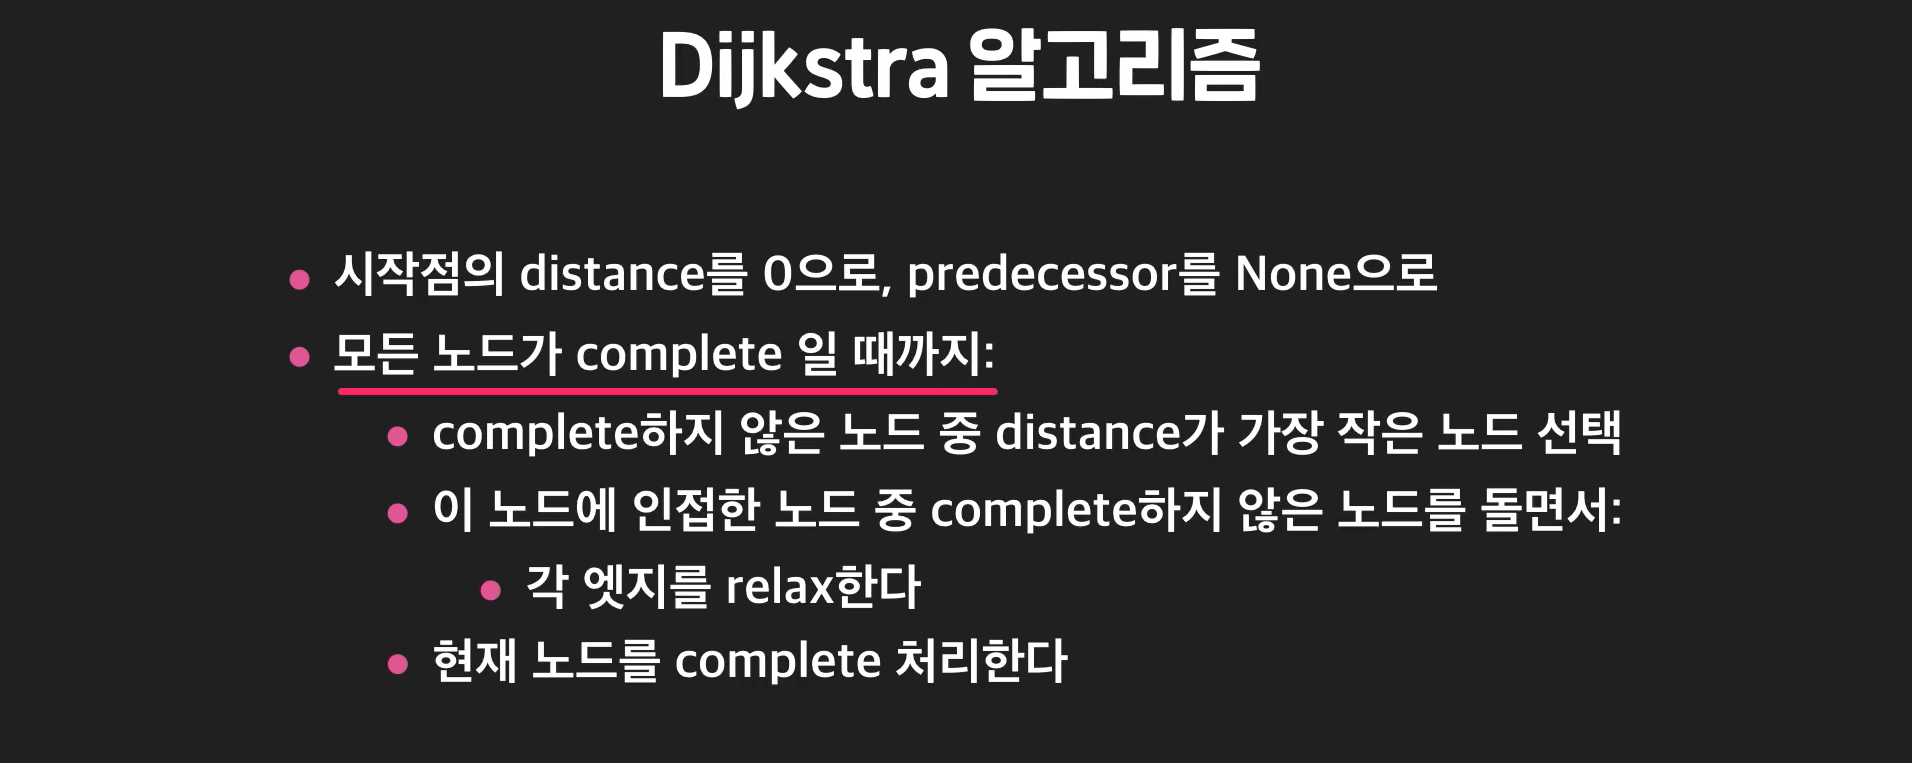 Dijkstra 알고리즘
시작점의 distance를 0으로, predecessor를 None으로
모든 노드가 complete 일 때까지:
complete하지 않은 노드 중 distance가 가장 작은 노드 선택
이 노드에 인접한 노드 중 complete하지 않은 노드를 돌면서:
각 엣지를 relax한다
현재 노드를 complete 처리한다